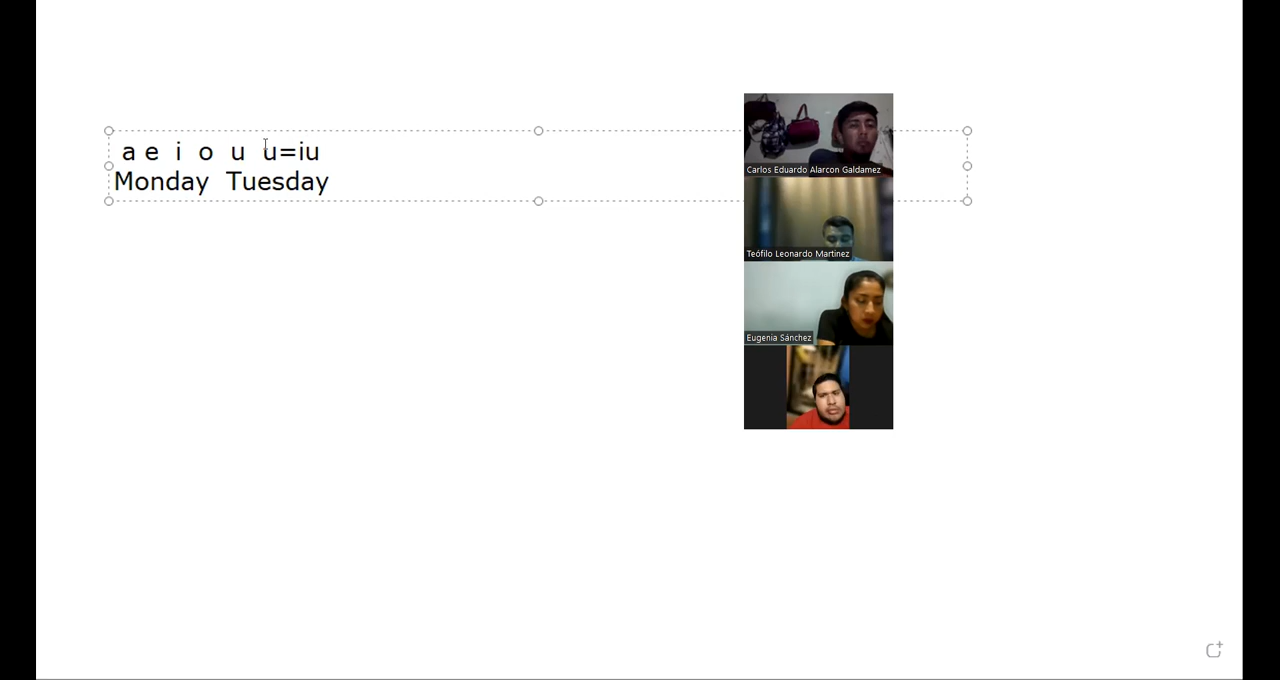 a e i o u u=iu
Monday Tuesday
Carlos Eduardo Alarcon Galdamez
Teófilo Leonardo Martinez
Eugenia Sánchez